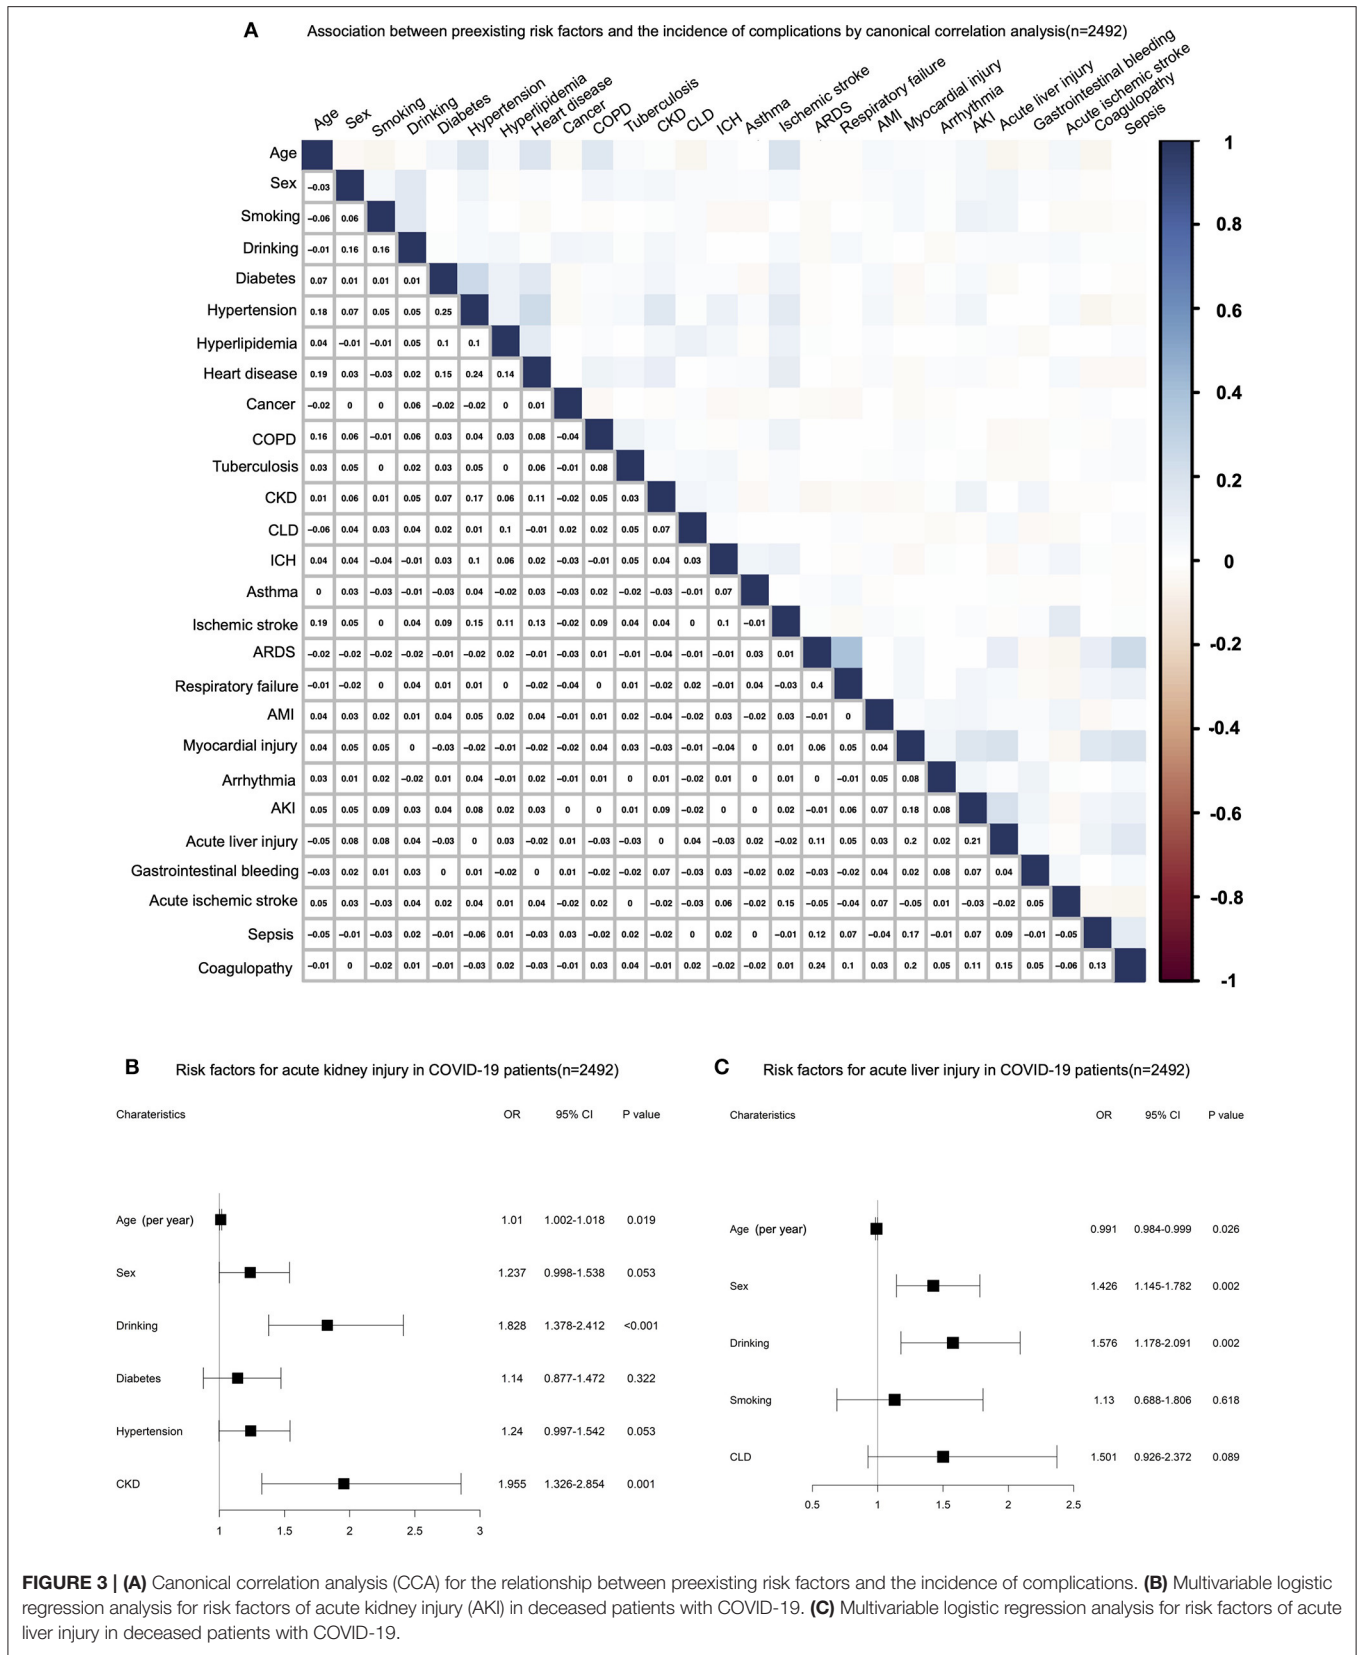 A Association between preexisting risk factors and the incidence of complications by canonical correlation analysis(n=2492)
Age Sex Smoking Drinking Diabetes Hypertension Hyperlipidemia Heart disease Cancer COPD Tuberculosis CKD CLD ICH Asthma Ischemic stroke ARDS Respiratory failure AMI Myocardial injury Arrhythmia AKI Acute liver injury Gastrointestinal bleeding Acute ischemic stroke Coagulopathy Sepsis
Age
Sex −0.03
Smoking −0.06 0.06
Drinking −0.01 0.16 0.16
Diabetes 0.07 0.01 0.01 0.01
Hypertension 0.18 0.07 0.05 0.05 0.25
Hyperlipidemia 0.04 −0.01 −0.01 0.05 0.1 0.1
Heart disease 0.19 0.03 −0.03 0.02 0.15 0.24 0.14
Cancer −0.02 0 0 0.06 −0.02 −0.02 0 0.01
COPD 0.16 0.06 −0.01 0.06 0.03 0.04 0.03 0.08 −0.04
Tuberculosis 0.03 0.05 0 0.02 0.03 0.05 0 0.06 −0.01 0.08
CKD 0.01 0.06 0.01 0.05 0.07 0.17 0.06 0.11 −0.02 0.05 0.03
CLD −0.06 0.04 0.03 0.04 0.02 0.01 0.1 −0.01 0.02 0.02 0.05 0.07
ICH 0.04 0.04 −0.04 −0.01 0.03 0.1 0.06 0.02 −0.03 −0.01 0.05 0.04 0.03
Asthma 0 0.03 −0.03 −0.01 −0.03 0.04 −0.02 0.03 −0.03 0.02 −0.02 −0.03 −0.01 0.07
Ischemic stroke 0.19 0.05 0 0.04 0.09 0.15 0.11 0.13 −0.02 0.09 0.04 0.04 0 0.1 −0.01
ARDS −0.02 −0.02 −0.02 −0.02 −0.01 −0.02 0.02 −0.01 −0.03 0.01 −0.01 −0.04 −0.01 −0.01 0.03 0.01
Respiratory failure −0.01 −0.02 0 0.04 0.01 0.01 0 −0.02 −0.04 0 0.01 −0.02 0.02 −0.01 0.04 −0.03 0.4
AMI 0.04 0.03 0.02 0.01 0.04 0.05 0.02 0.04 −0.01 0.01 0.02 −0.04 −0.02 0.03 −0.02 0.03 −0.01 0
Myocardial injury 0.04 0.05 0.05 0 −0.03 −0.02 −0.01 −0.02 −0.02 0.04 0.03 −0.03 −0.01 −0.04 0 0.01 0.06 0.05 0.04
Arrhythmia 0.03 0.01 0.02 −0.02 0.01 0.04 −0.01 0.02 −0.01 0.01 0 0.01 −0.02 0.01 0 0.01 0 −0.01 0.05 0.08
AKI 0.05 0.05 0.09 0.03 0.04 0.08 0.02 0.03 0 0 0.01 0.09 −0.02 0 0 0.02 −0.01 0.06 0.07 0.18 0.08
Acute liver injury −0.05 0.08 0.08 0.04 −0.03 0 0.03 −0.02 0.01 −0.03 −0.03 0 0.04 −0.03 0.02 −0.02 0.11 0.05 0.03 0.2 0.02 0.21
Gastrointestinal bleeding −0.03 0.02 0.01 0.03 0 0.01 −0.02 0 0.01 −0.02 −0.02 0.07 −0.03 0.03 −0.02 0.02 −0.03 −0.02 0.04 0.02 0.08 0.07 0.04
Acute ischemic stroke 0.05 0.03 −0.03 0.04 0.02 0.04 0.01 0.04 −0.02 0.02 0 −0.02 −0.03 0.06 −0.02 0.15 −0.05 −0.04 0.07 −0.05 0.01 −0.03 −0.02 0.05
Sepsis −0.05 −0.01 −0.03 0.02 −0.01 −0.06 0.01 −0.03 0.03 −0.02 0.02 −0.02 0 0.02 0 −0.01 0.12 0.07 −0.04 0.17 −0.01 0.07 0.09 −0.01 −0.05
Coagulopathy −0.01 0 −0.02 0.01 −0.01 −0.03 0.02 −0.03 −0.01 0.03 0.04 −0.01 0.02 −0.02 −0.02 0.01 0.24 0.1 0.03 0.2 0.05 0.11 0.15 0.05 −0.06 0.13
1
0.8
0.6
0.4
0.2
0
-0.2
-0.4
-0.6
-0.8
-1
B Risk factors for acute kidney injury in COVID-19 patients(n=2492)
Charateristics OR 95% CI P value
Age (per year) 1.01 1.002-1.018 0.019
Sex 1.237 0.998-1.538 0.053
Drinking 1.828 1.378-2.412 <0.001
Diabetes 1.14 0.877-1.472 0.322
Hypertension 1.24 0.997-1.542 0.053
CKD 1.955 1.326-2.854 0.001
1 1.5 2 2.5 3
C Risk factors for acute liver injury in COVID-19 patients(n=2492)
Charateristics OR 95% CI P value
Age (per year) 0.991 0.984-0.999 0.026
Sex 1.426 1.145-1.782 0.002
Drinking 1.576 1.178-2.091 0.002
Smoking 1.13 0.688-1.806 0.618
CLD 1.501 0.926-2.372 0.089
0.5 1 1.5 2 2.5
FIGURE 3 | (A) Canonical correlation analysis (CCA) for the relationship between preexisting risk factors and the incidence of complications. (B) Multivariable logistic
regression analysis for risk factors of acute kidney injury (AKI) in deceased patients with COVID-19. (C) Multivariable logistic regression analysis for risk factors of acute
liver injury in deceased patients with COVID-19.